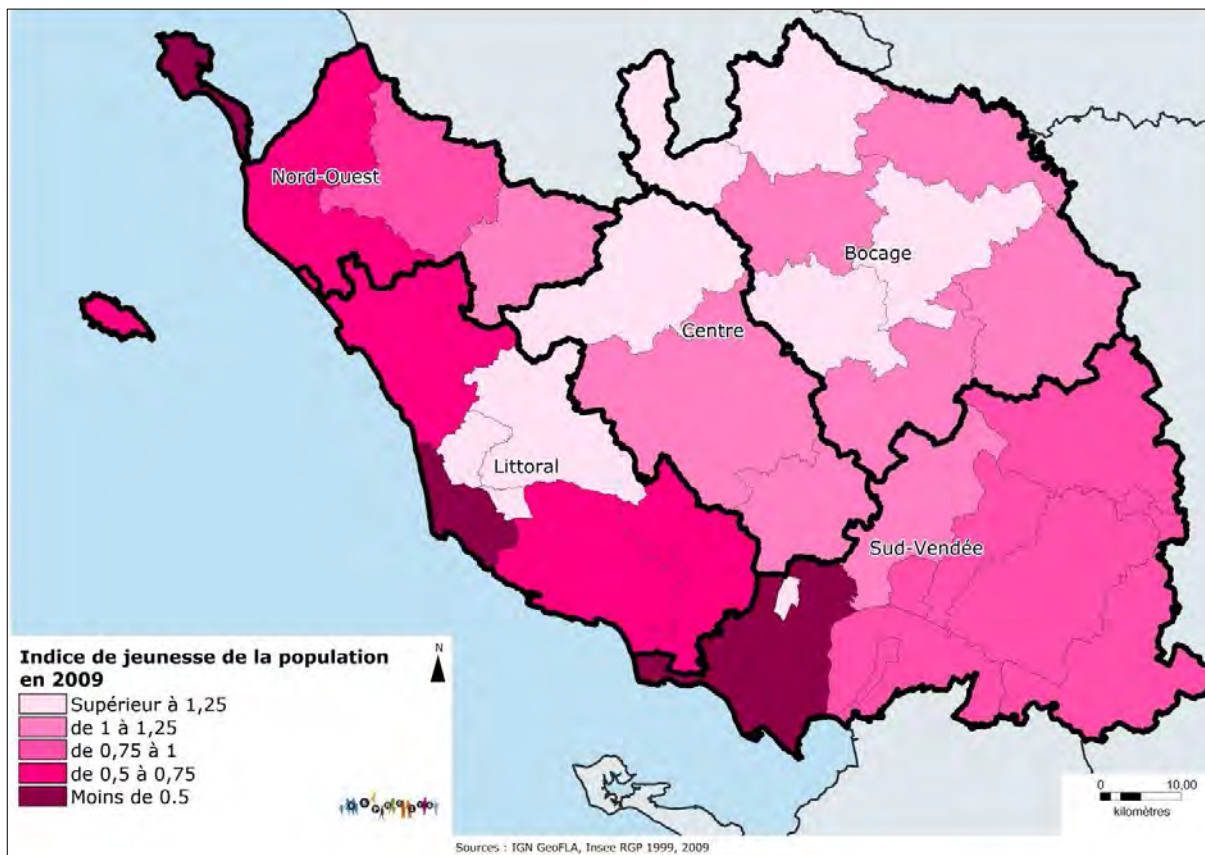 Nord-Ouest
Bocage
Centre
Littoral
Sud-Vendée
Indice de jeunesse de la population
en 2009
N
Supérieur à 1,25
de 1 à 1,25
de 0,75 à 1
de 0,5 à 0,75
Moins de 0.5
0 10,00
kilomètres
Sources : IGN GeoFLA, Insee RGP 1999, 2009